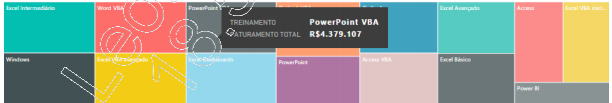 Excel Intermediário
Word VBA
PowerPoint VBA
Excel Avançado
Access
Excel VBA
TREINAMENTO PowerPoint VBA
FATURAMENTO TOTAL R$4.379.107
Windows
Excel VBA Avançado
Excel Dashboards
PowerPoint
Access VBA
Excel Básico
Power BI